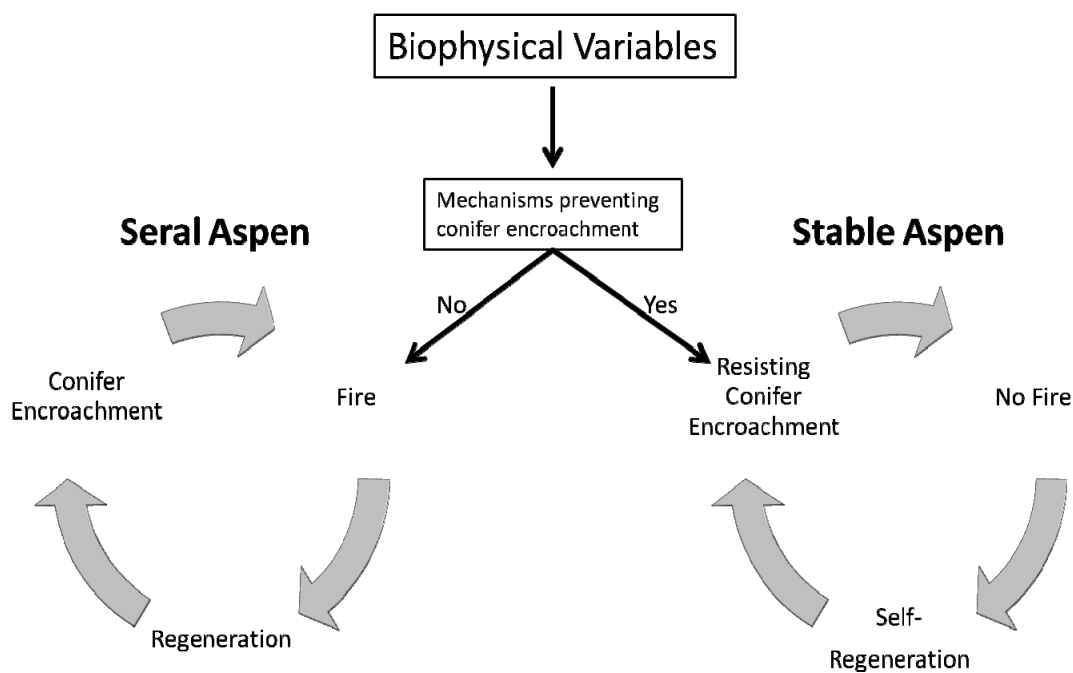 Biophysical Variables
Mechanisms preventing
conifer encroachment
Seral Aspen
Stable Aspen
No
Yes
Conifer
Encroachment
Fire
Regeneration
Resisting
Conifer
Encroachment
No Fire
Self-
Regeneration